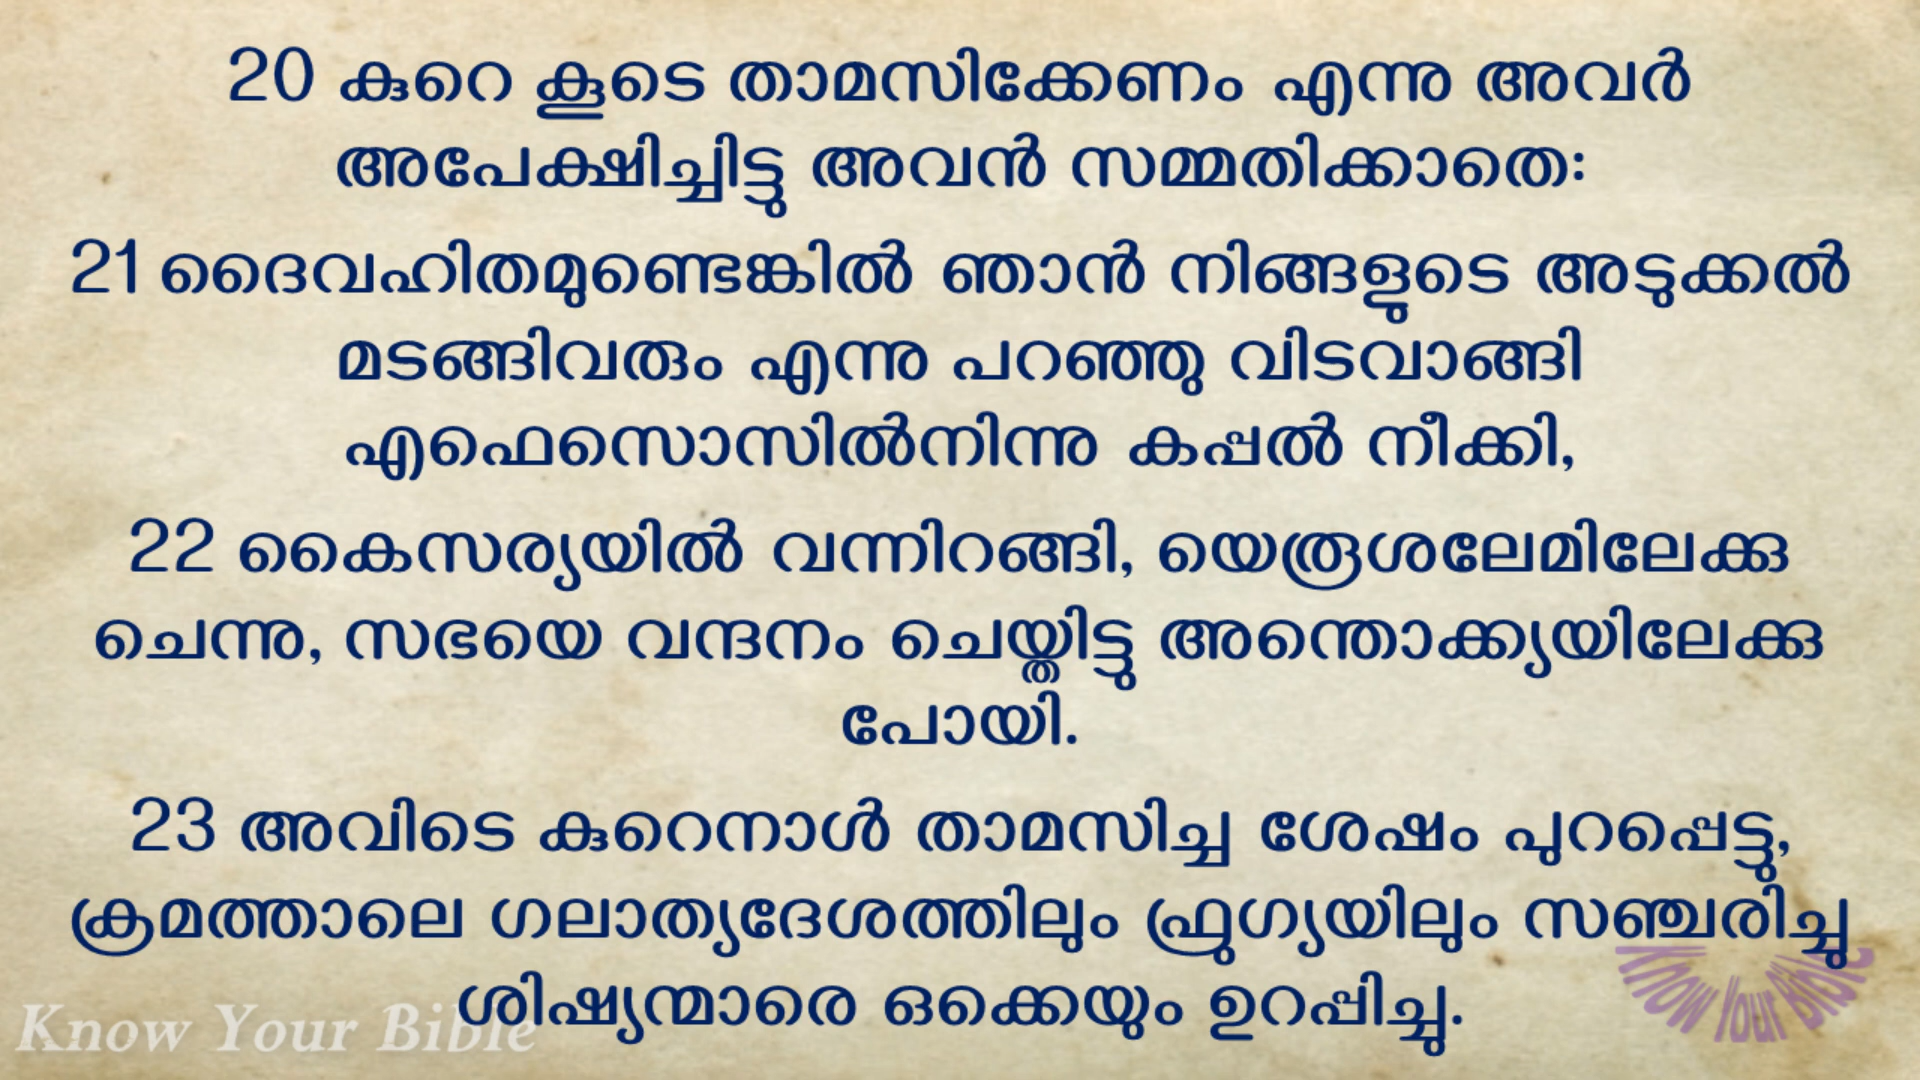 20 കുറെ കൂടെ താമസിക്കേണം എന്നു അവർ
അപേക്ഷിച്ചിട്ടു അവൻ സമ്മതിക്കാതെ:
21 ദൈവഹിതമുണ്ടെങ്കിൽ ഞാൻ നിങ്ങളുടെ അടുക്കൽ
മടങ്ങിവരും എന്നു പറഞ്ഞു വിടവാങ്ങി
എഫെസൊസിൽനിന്നു കപ്പൽ നീക്കി,
22 കൈസര്യയിൽ വന്നിറങ്ങി, യെരൂശലേമിലേക്കു
ചെന്നു, സഭയെ വന്ദനം ചെയ്തിട്ടു അന്തൊക്ക്യയിലേക്കു
പോയി.
23 അവിടെ കുറെനാൾ താമസിച്ച ശേഷം പുറപ്പെട്ടു,
ക്രമത്താലെ ഗലാത്യദേശത്തിലും ഫ്രുഗ്യയിലും സഞ്ചരിച്ചു
ശിഷ്യന്മാരെ ഒക്കെയും ഉറപ്പിച്ചു.
Know Your Bible
Know Your Bible